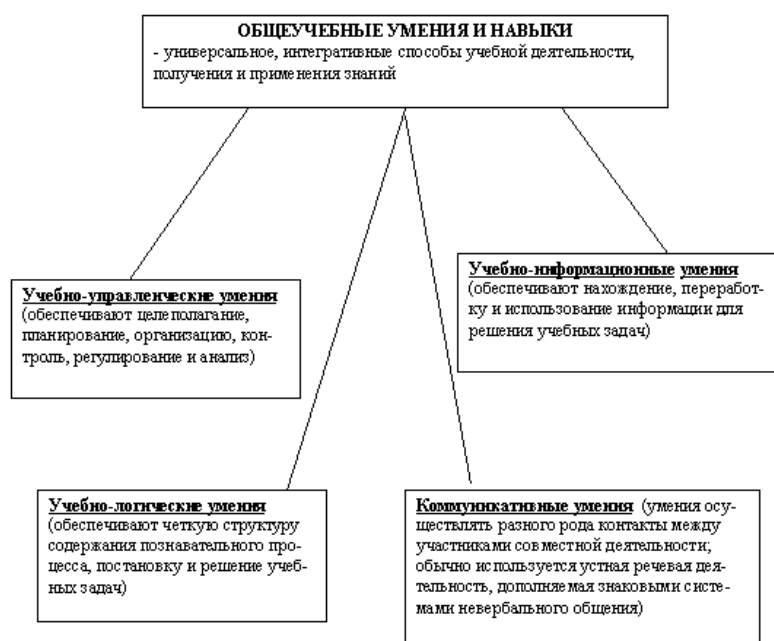 ОБЩЕУЧЕБНЫЕ УМЕНИЯ И НАВЫКИ
- универсальное, интегративные способы учебной деятельности,
получения и применения знаний
Учебно-управленческие умения
(обеспечивают целеполагание,
планирование, организацию, кон-
троль, регулирование и анализ)
Учебно-информационные умения
(обеспечивают нахождение, переработ-
ку и использование информации для
решения учебных задач)
Учебно-логические умения
(обеспечивают четкую структуру
содержания познавательного про-
цесса, постановку и решение учеб-
ных задач)
Коммуникативные умения (умения осу-
ществлять разного рода контакты между
участниками совместной деятельности;
обычно используется устная речевая дея-
тельность, дополняемая знаковыми систе-
мами невербального общения)